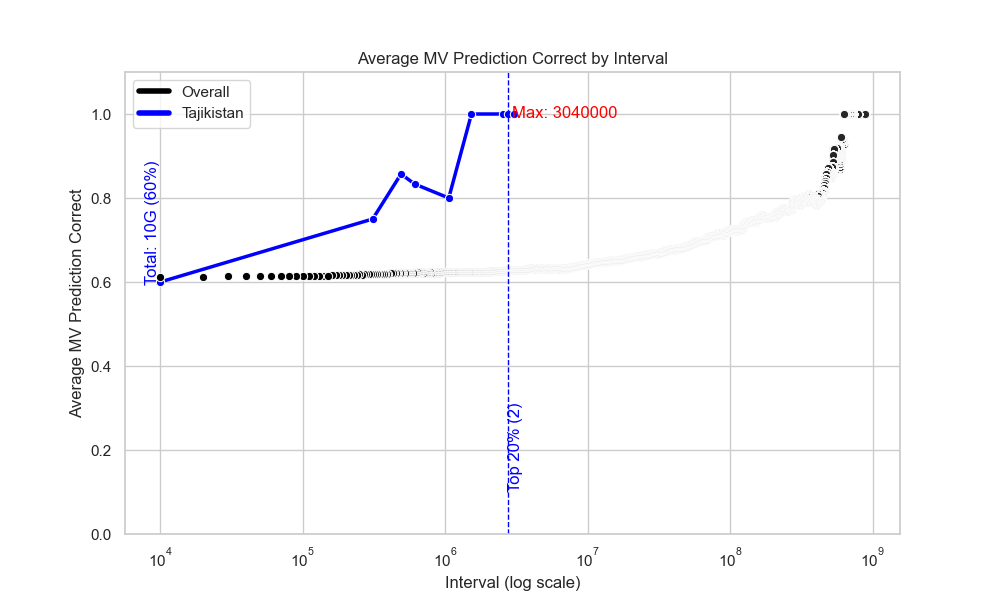 Average MV Prediction Correct by Interval
Overall
Tajikistan
Max: 3040000
Total: 10G (60%)
Top 20% (2)
Average MV Prediction Correct
1.0
0.8
0.6
0.4
0.2
0.0
10^4 10^5 10^6 10^7 10^8 10^9
Interval (log scale)